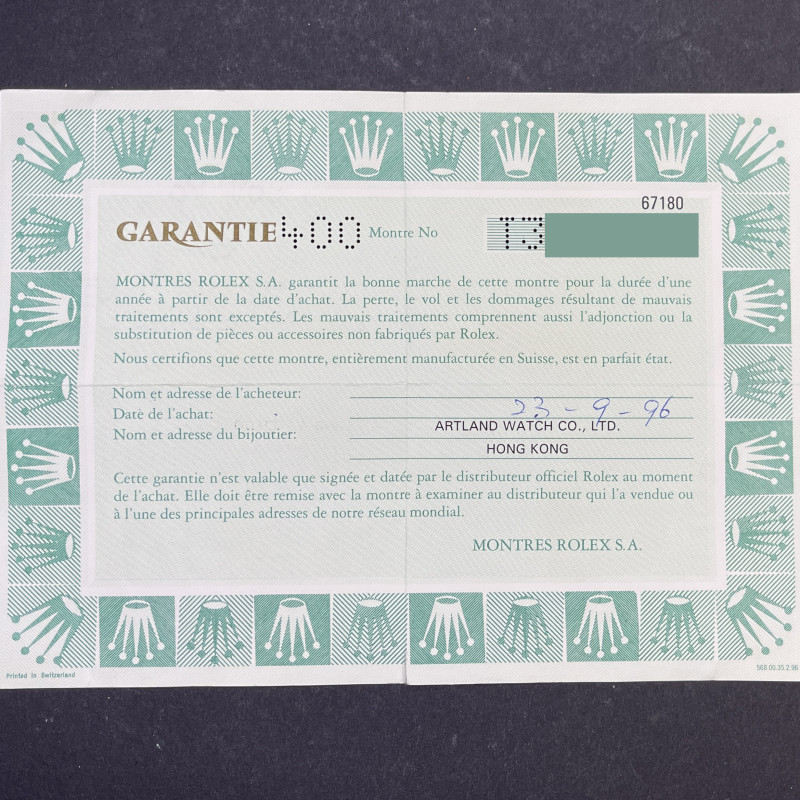 67180
GARANTIE 400 Montre No T3
MONTRES ROLEX S.A. garantit la bonne marche de cette montre pour la durée d'une
année à partir de la date d'achat. La perte, le vol et les dommages résultant de mauvais
traitements sont exceptés. Les mauvais traitements comprennent aussi l'adjonction ou la
substitution de pièces ou accessoires non fabriqués par Rolex.
Nous certifions que cette montre, entièrement manufacturée en Suisse, est en parfait état.
Nom et adresse de l'acheteur:
Date de l'achat: 23-9-96
Nom et adresse du bijoutier: ARTLAND WATCH CO., LTD.
HONG KONG
Cette garantie n'est valable que signée et datée par le distributeur officiel Rolex au moment
de l'achat. Elle doit être remise avec la montre à examiner au distributeur qui l'a vendue ou
à l'une des principales adresses de notre réseau mondial.
MONTRES ROLEX S.A.
Printed in Switzerland
568.00.35.2.96